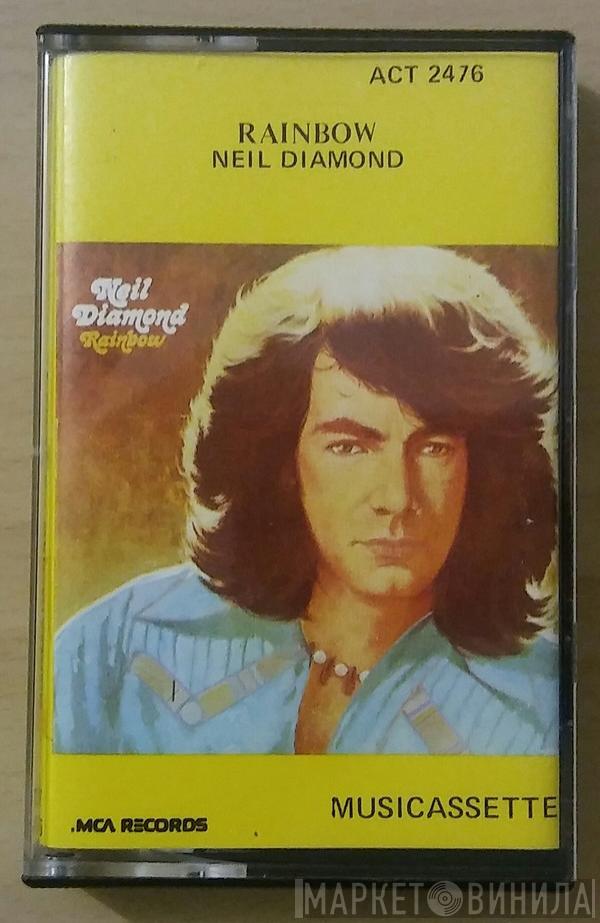 ACT 2476
RAINBOW
NEIL DIAMOND
Neil
Diamond
Rainbow
.MCA RECORDS
MUSICASSETTE
МАРКЕТ ВИНИЛА